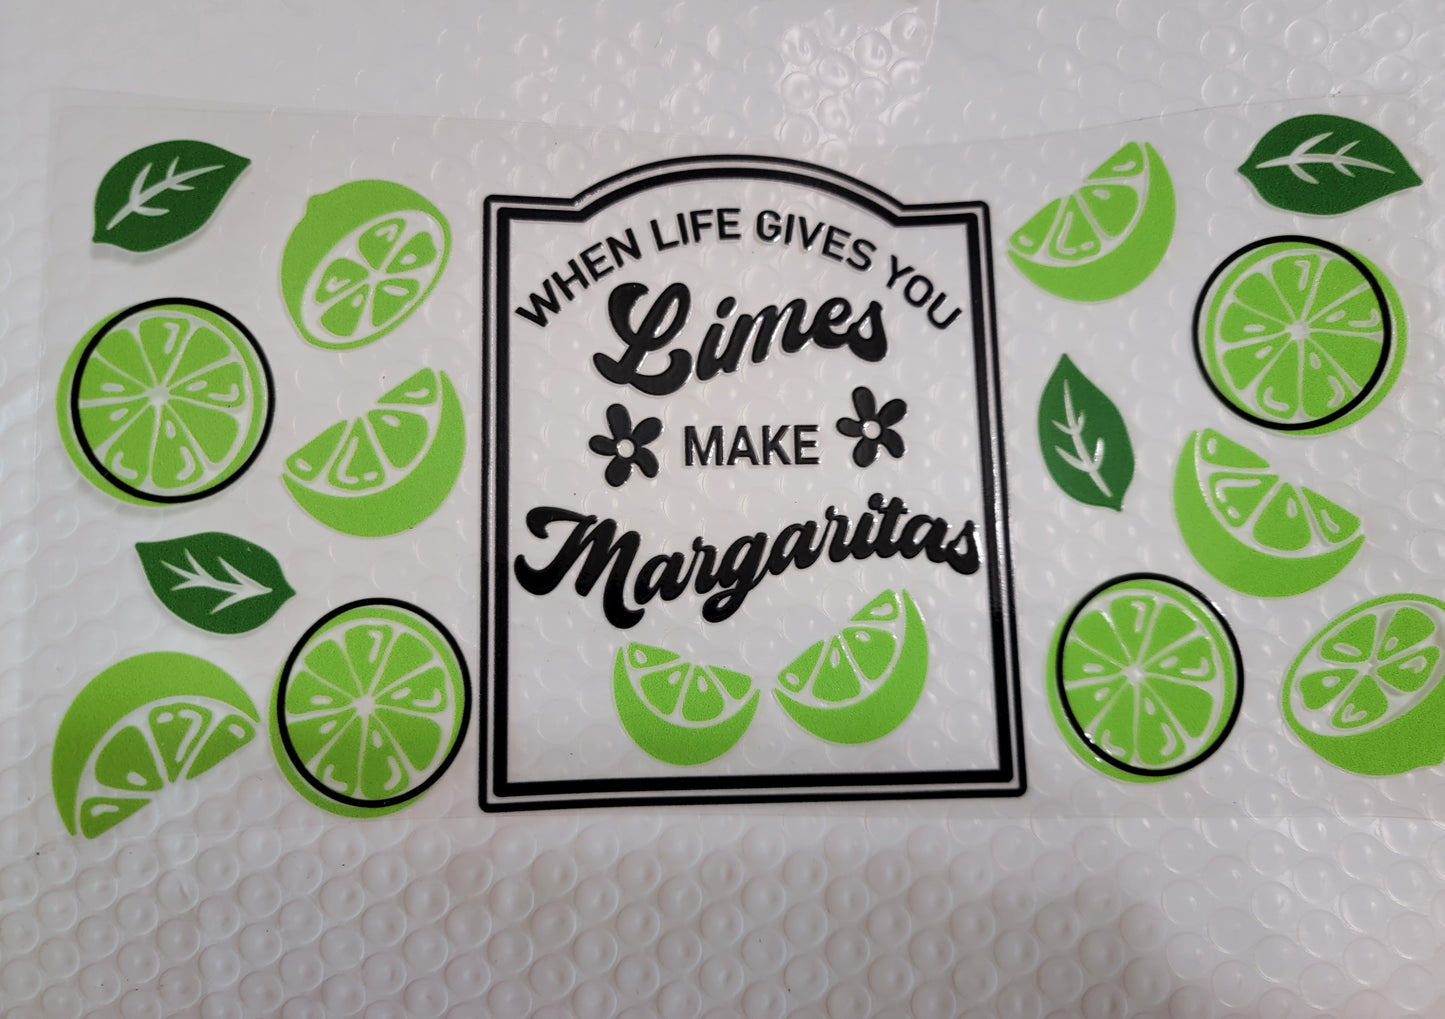 WHEN LIFE GIVES YOU
Limes
MAKE
Margaritas